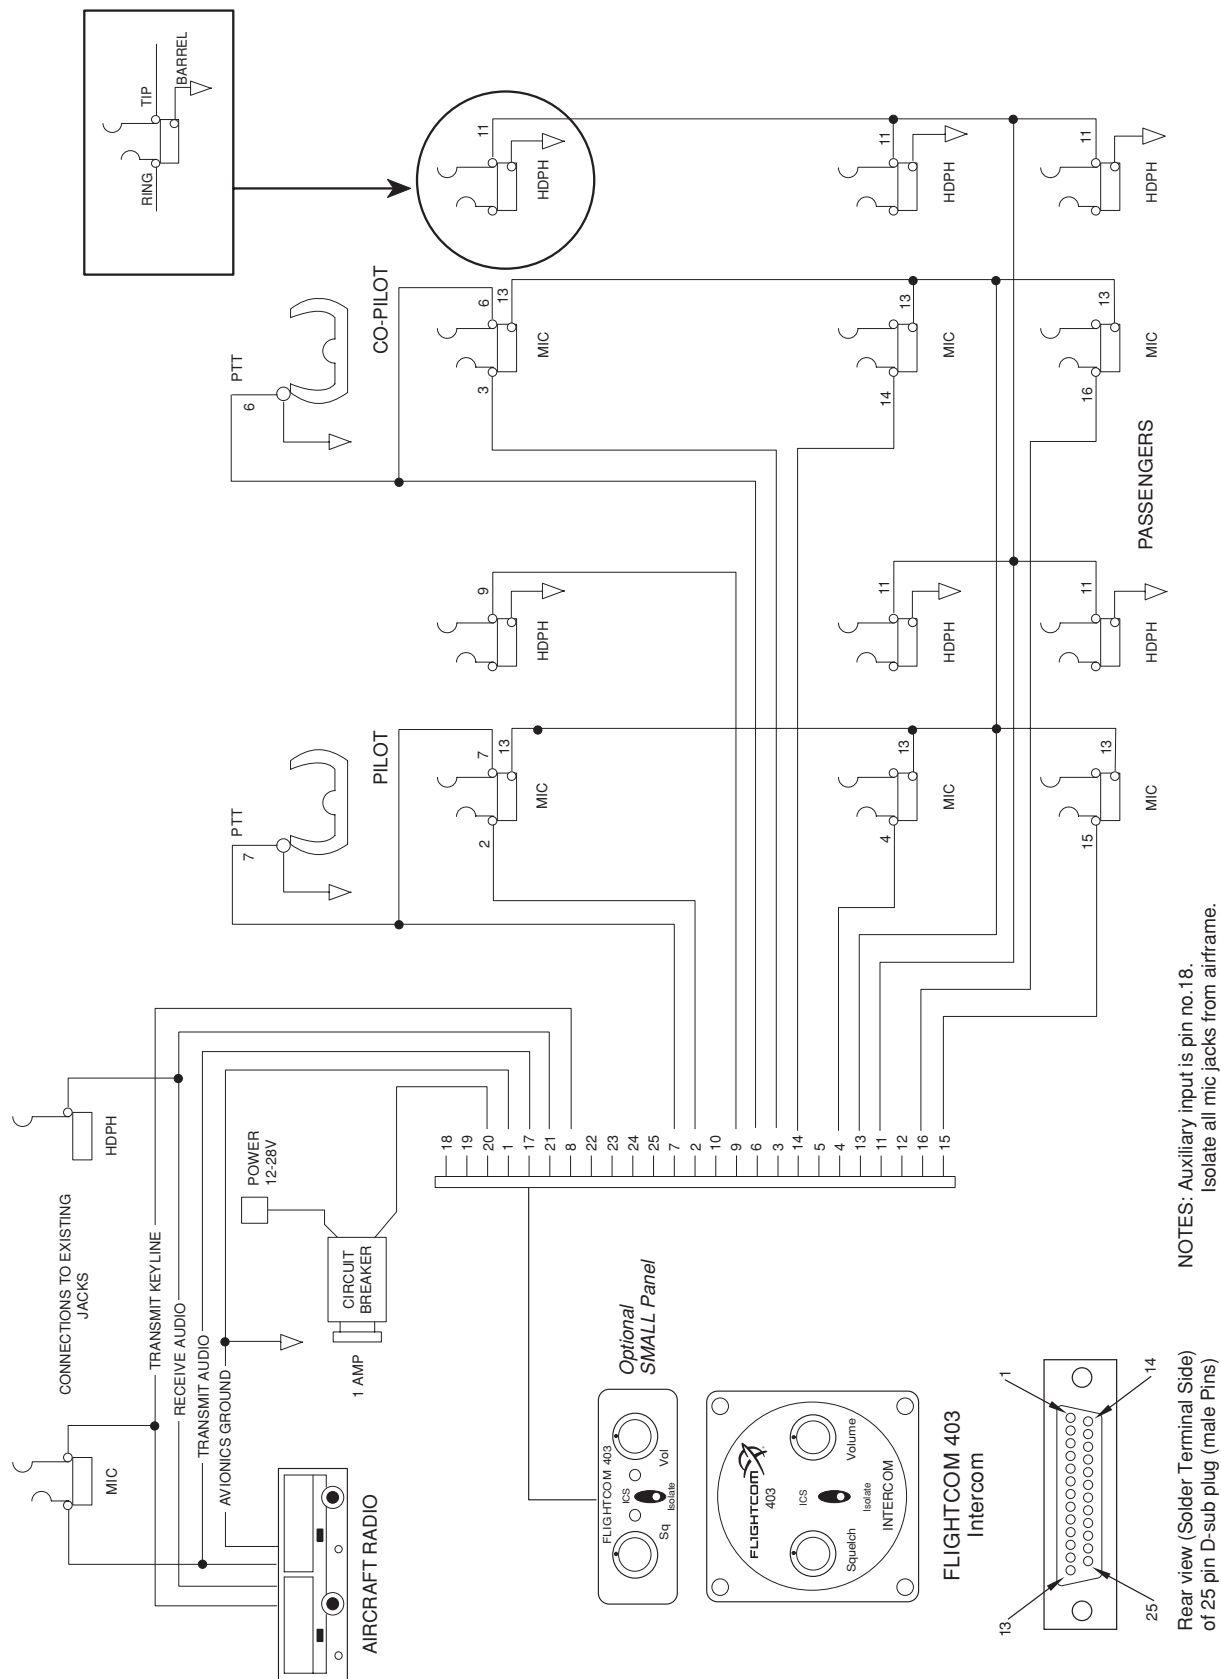 RING
TIP
BARREL
PTT
6
CO-PILOT
11
HDPH
11
HDPH
11
HDPH
6
13
3
MIC
13
14
MIC
13
16
MIC
PASSENGERS
9
HDPH
11
HDPH
11
HDPH
PTT
7
PILOT
7
13
2
MIC
13
4
MIC
13
15
MIC
HDPH
CONNECTIONS TO EXISTING
JACKS
MIC
TRANSMIT KEY LINE
RECEIVE AUDIO
TRANSMIT AUDIO
AVIONICS GROUND
AIRCRAFT RADIO
POWER
12-28V
CIRCUIT
BREAKER
1 AMP
18
19
20
1
17
21
8
22
23
24
25
7
2
10
9
6
3
14
5
4
13
11
12
16
15
Optional
SMALL Panel
FLIGHTCOM 403
Sq
ICS
Isolate
Vol
FLIGHTCOM
403
Squelch
ICS
Isolate
Volume
INTERCOM
FLIGHTCOM 403
Intercom
1
14
13
25
Rear view (Solder Terminal Side)
of 25 pin D-sub plug (male Pins)
NOTES: Auxiliary input is pin no.18.
Isolate all mic jacks from airframe.